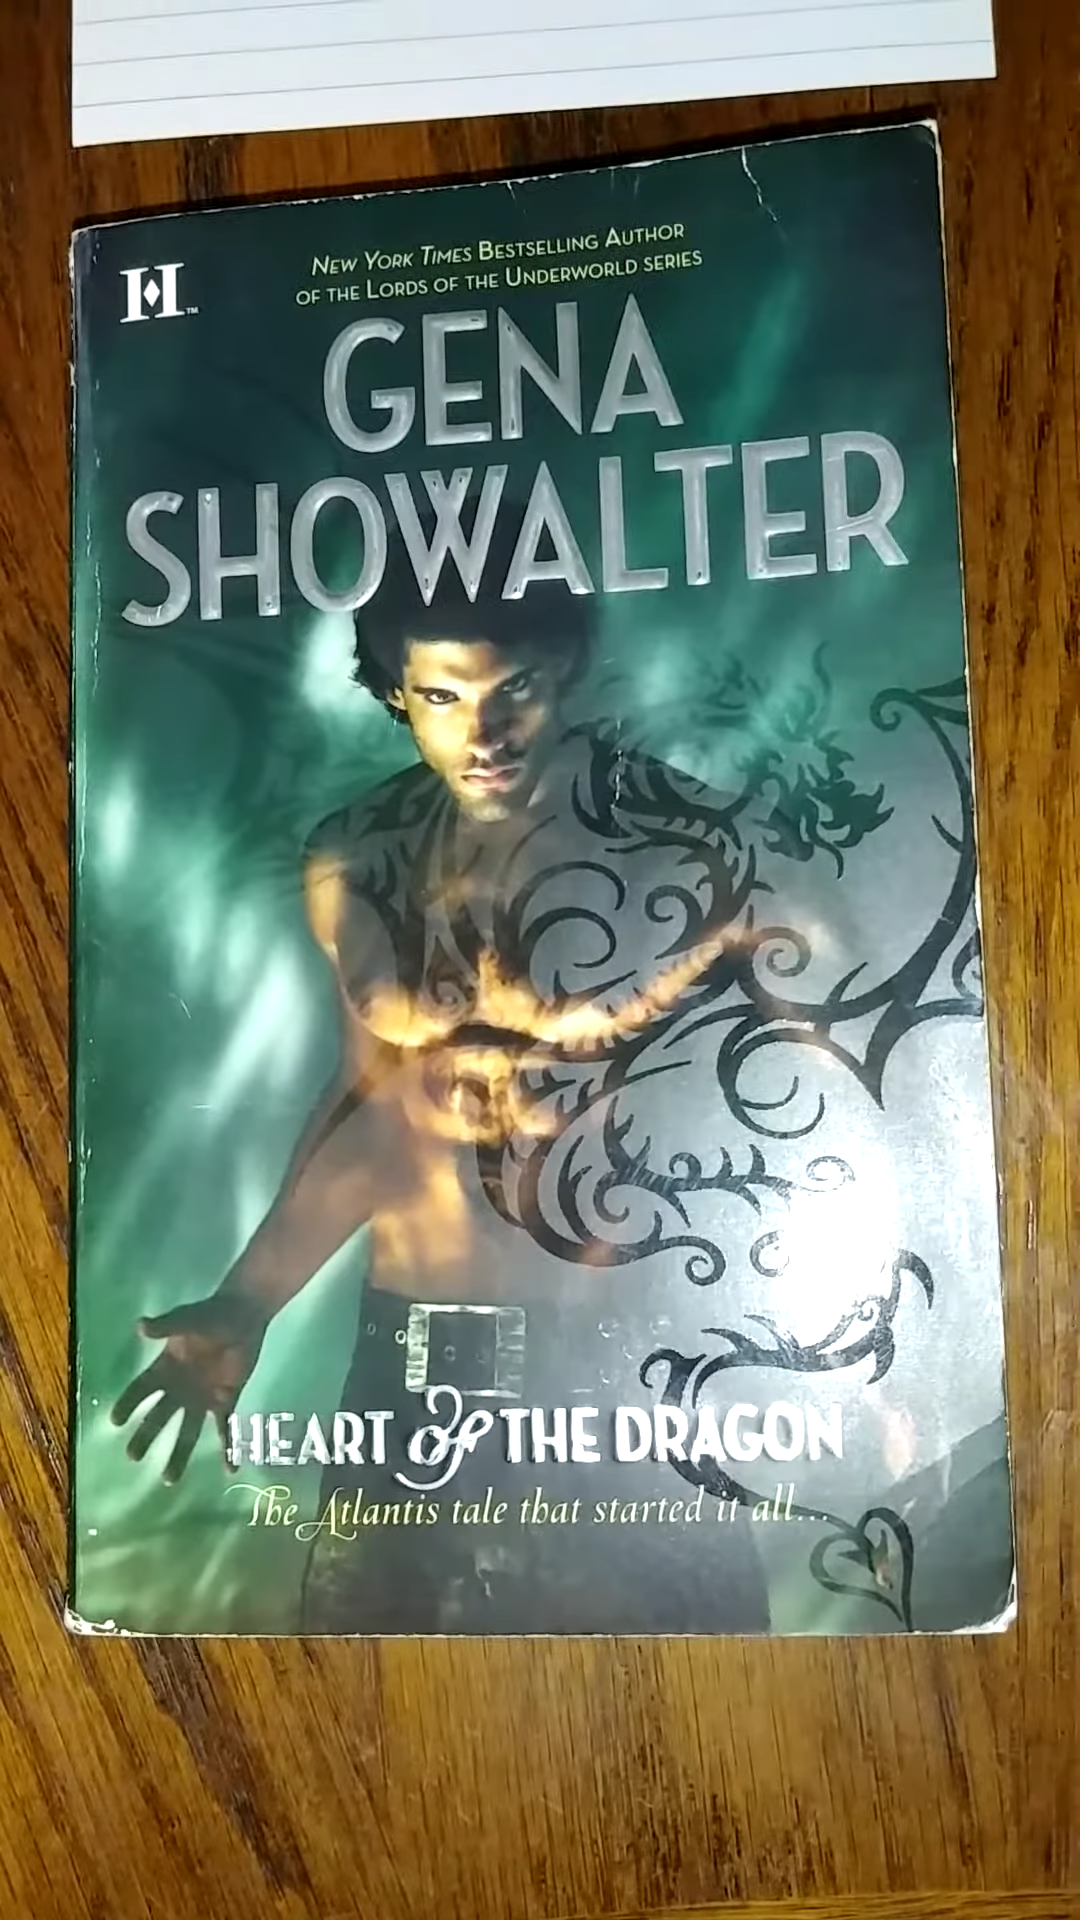 H™
NEW YORK TIMES BESTSELLING AUTHOR
OF THE LORDS OF THE UNDERWORLD SERIES
GENA
SHOWALTER
HEART of THE DRAGON
The Atlantis tale that started it all...